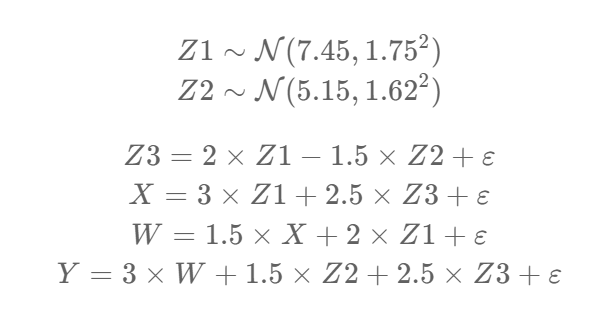 Z1 ∼ 𝒩(7.45, 1.75²)
Z2 ∼ 𝒩(5.15, 1.62²)
Z3 = 2 × Z1 − 1.5 × Z2 + ε
X = 3 × Z1 + 2.5 × Z3 + ε
W = 1.5 × X + 2 × Z1 + ε
Y = 3 × W + 1.5 × Z2 + 2.5 × Z3 + ε